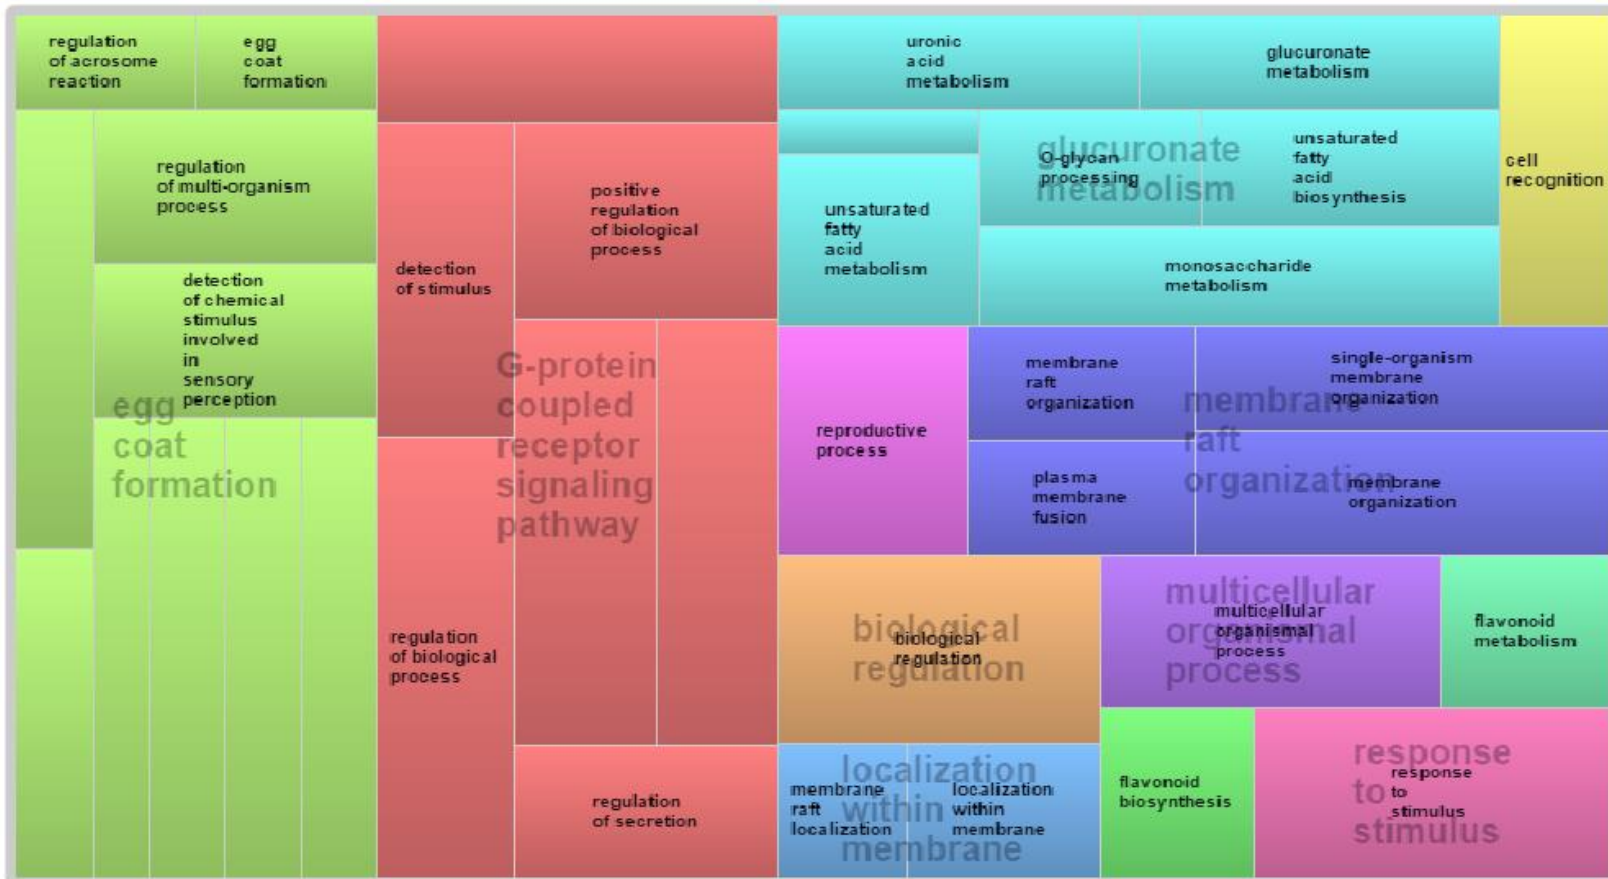 regulation
of acrosome
reaction
egg
coat
formation
regulation
of multi-organism
process
detection
of chemical
stimulus
involved
in
sensory
perception
egg
coat
formation
detection
of stimulus
positive
regulation
of biological
process
G-protein
coupled
receptor
signaling
pathway
regulation
of biological
process
regulation
of secretion
uronic
acid
metabolism
glucuronate
metabolism
unsaturated
fatty
acid
metabolism
O-glycan
processing
glucuronate
metabolism
unsaturated
fatty
acid
biosynthesis
monosaccharide
metabolism
cell
recognition
reproductive
process
membrane
raft
organization
single-organism
membrane
organization
membrane
raft
organization
plasma
membrane
fusion
membrane
organization
biological
regulation
biological
regulation
multicellular
organismal
process
multicellular
organismal
process
flavonoid
metabolism
membrane
raft
localization
localization
within
membrane
localization
within
membrane
flavonoid
biosynthesis
response
to
stimulus
response
to
stimulus